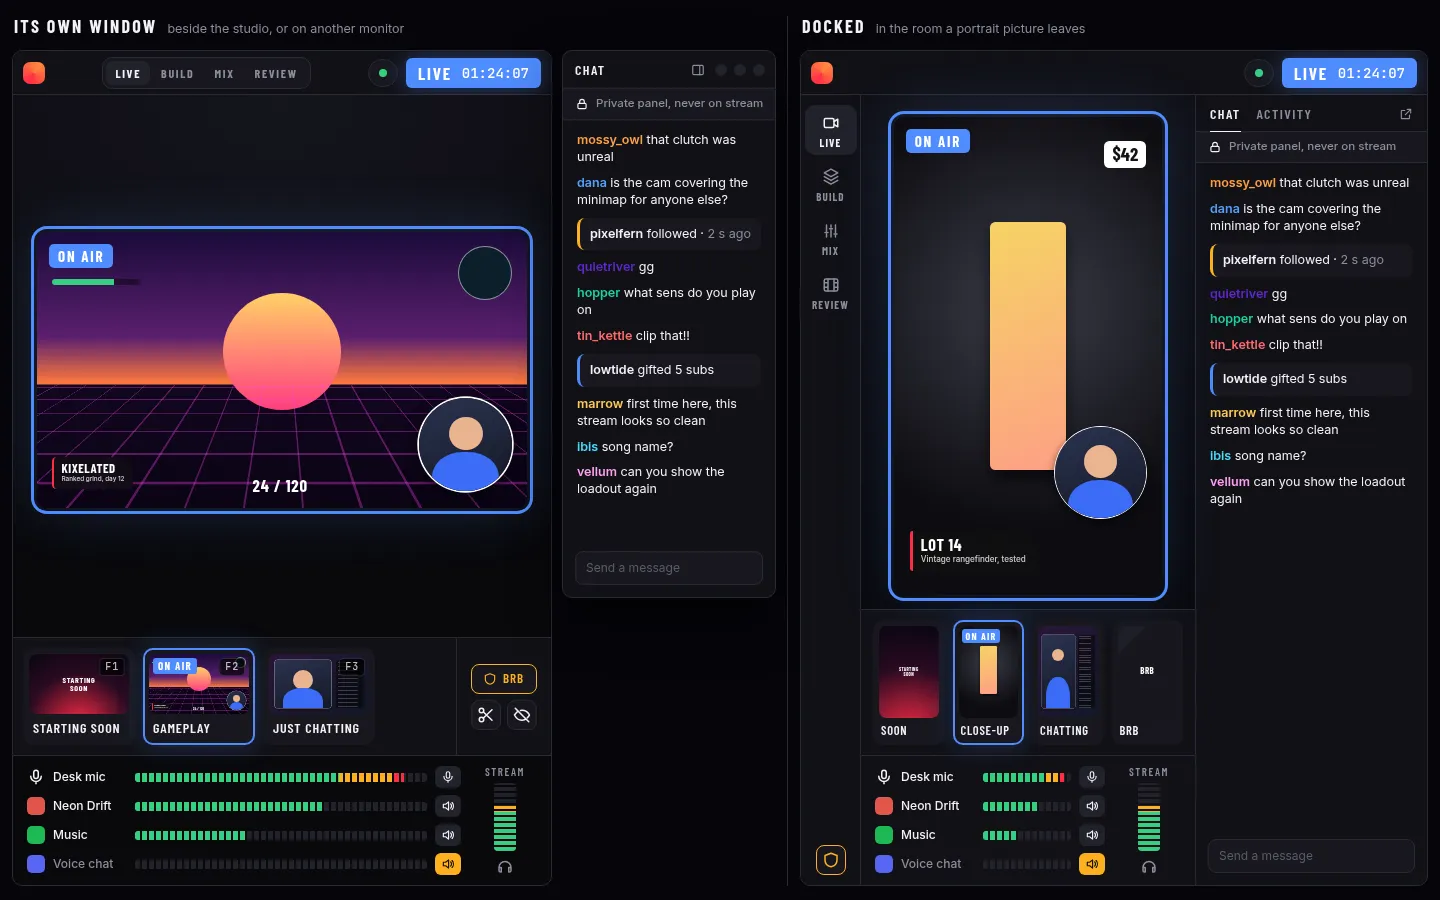 ITS OWN WINDOW beside the studio, or on another monitor
LIVE BUILD MIX REVIEW
LIVE 01:24:07
ON AIR
KIXELATED
Ranked grind, day 12
24 / 120
F1
STARTING
SOON
STARTING SOON
ON AIR
F2
24 / 120
GAMEPLAY
F3
JUST CHATTING
BRB
Desk mic
Neon Drift
Music
Voice chat
STREAM
CHAT
Private panel, never on stream
mossy_owl that clutch was
unreal
dana is the cam covering the
minimap for anyone else?
pixelfern followed · 2 s ago
quietriver gg
hopper what sens do you play
on
tin_kettle clip that!!
lowtide gifted 5 subs
marrow first time here, this
stream looks so clean
ibis song name?
vellum can you show the
loadout again
Send a message
DOCKED in the room a portrait picture leaves
LIVE 01:24:07
LIVE
BUILD
MIX
REVIEW
ON AIR
$42
LOT 14
Vintage rangefinder, tested
STARTING
SOON
SOON
ON AIR
CLOSE-UP
CHATTING
BRB
BRB
Desk mic
Neon Drift
Music
Voice chat
STREAM
CHAT ACTIVITY
Private panel, never on stream
mossy_owl that clutch was unreal
dana is the cam covering the
minimap for anyone else?
pixelfern followed · 2 s ago
quietriver gg
hopper what sens do you play on
tin_kettle clip that!!
lowtide gifted 5 subs
marrow first time here, this
stream looks so clean
ibis song name?
vellum can you show the loadout
again
Send a message